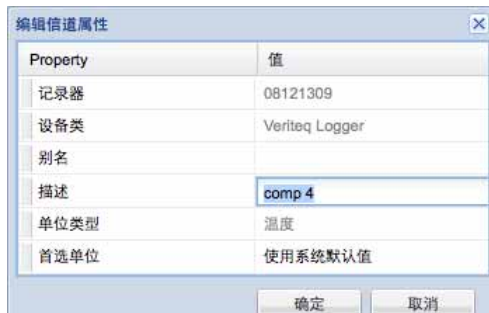 编辑信道属性
Property 值
记录器 08121309
设备类 Veriteq Logger
别名
描述 comp 4
单位类型 温度
首选单位 使用系统默认值
确定 取消